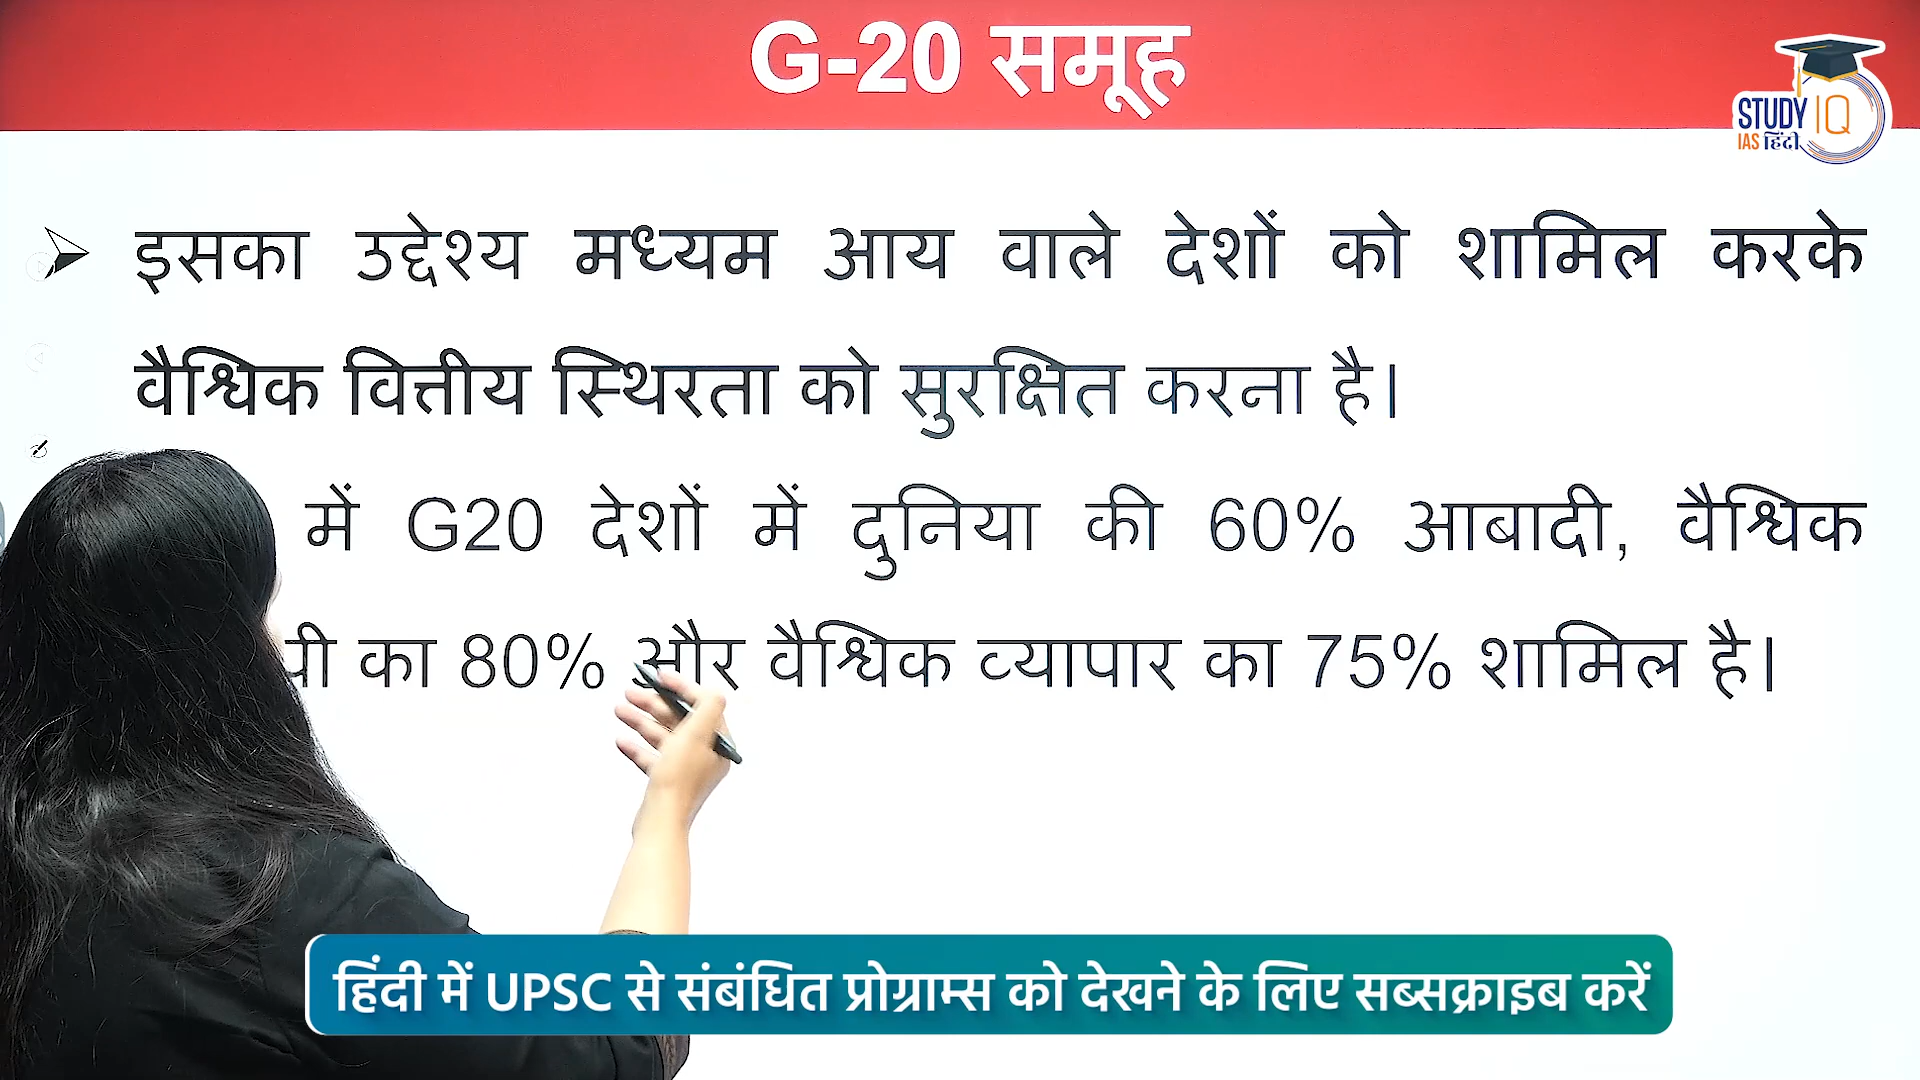 G-20 समूह
STUDY IQ
IAS हिंदी
इसका उद्देश्य मध्यम आय वाले देशों को शामिल करके
वैश्विक वित्तीय स्थिरता को सुरक्षित करना है।
में G20 देशों में दुनिया की 60% आबादी, वैश्विक
का 80% और वैश्विक व्यापार का 75% शामिल है।
हिंदी में UPSC से संबंधित प्रोग्राम्स को देखने के लिए सब्सक्राइब करें